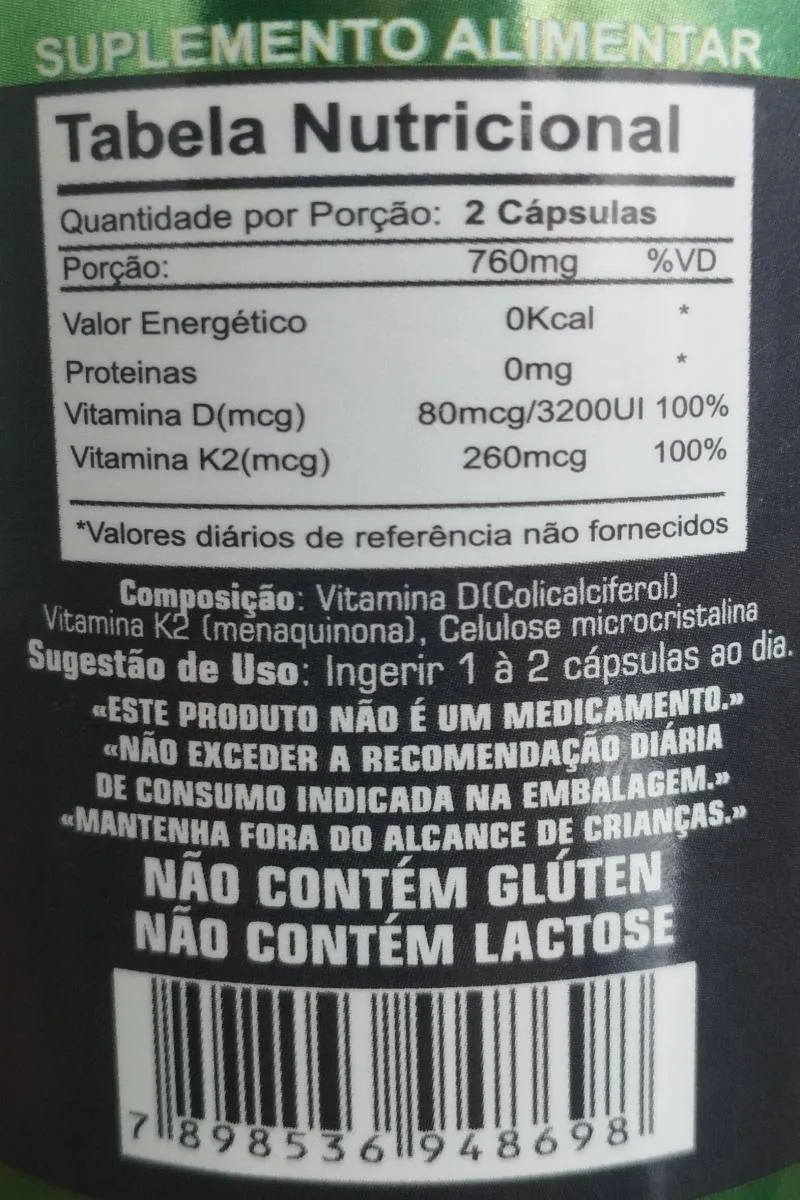 SUPLEMENTO ALIMENTAR
Tabela Nutricional
Quantidade por Porção: 2 Cápsulas
Porção: 760mg %VD
Valor Energético 0Kcal *
Proteinas 0mg *
Vitamina D(mcg) 80mcg/3200UI 100%
Vitamina K2(mcg) 260mcg 100%
*Valores diários de referência não fornecidos
Composição: Vitamina D(Colicalciferol)
Vitamina K2 (menaquinona), Celulose microcristalina
Sugestão de Uso: Ingerir 1 à 2 cápsulas ao dia.
«ESTE PRODUTO NÃO É UM MEDICAMENTO.»
«NÃO EXCEDER A RECOMENDAÇÃO DIÁRIA
DE CONSUMO INDICADA NA EMBALAGEM.»
«MANTENHA FORA DO ALCANCE DE CRIANÇAS.»
NÃO CONTÉM GLÚTEN
NÃO CONTÉM LACTOSE
7 898536 948698